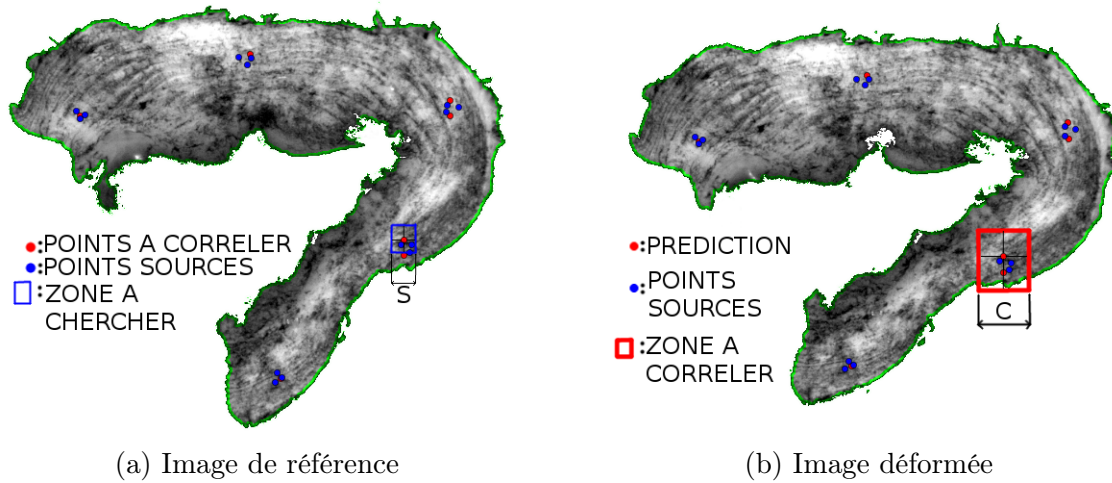 :POINTS A CORRELER
:POINTS SOURCES
:ZONE A
CHERCHER
S
(a) Image de référence
:PREDICTION
:POINTS
SOURCES
:ZONE A
CORRELER
C
(b) Image déformée